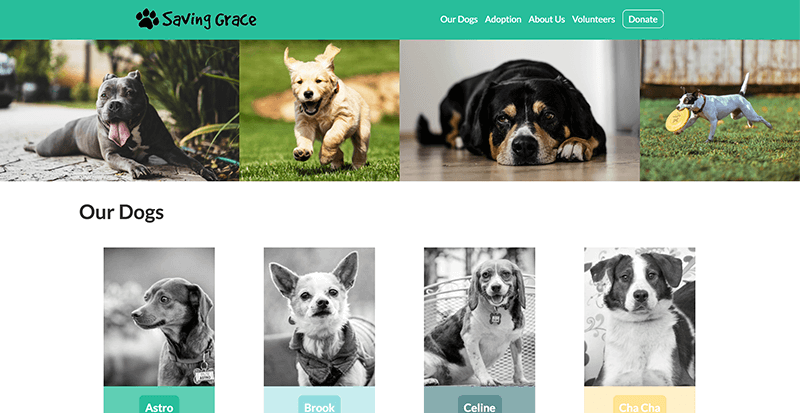 Saving Grace
Our Dogs Adoption About Us Volunteers Donate
Our Dogs
Astro Brook Celine Cha Cha